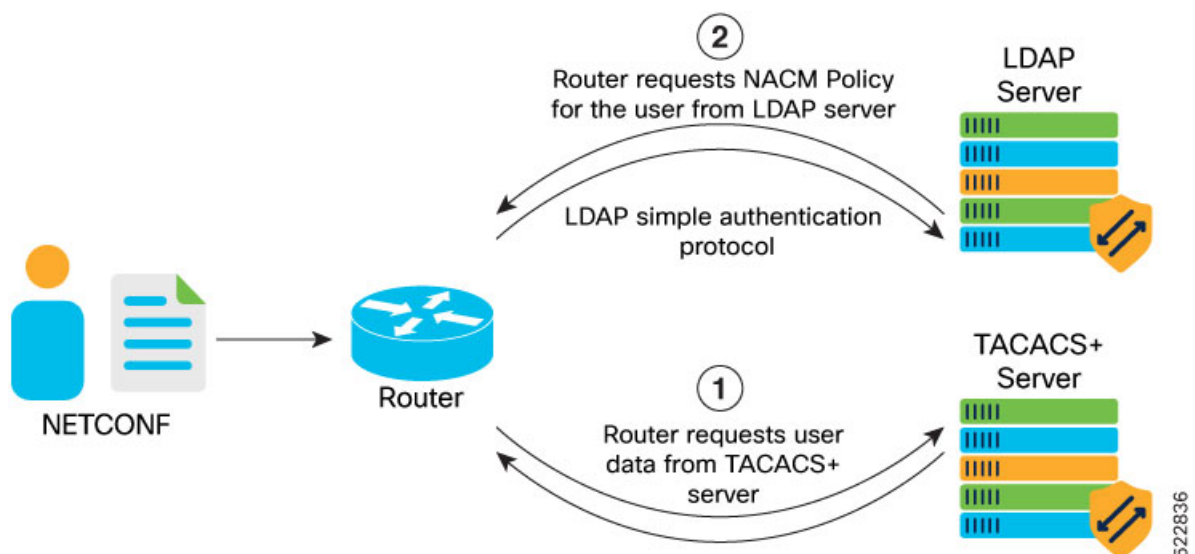 2
Router requests NACM Policy
for the user from LDAP server
LDAP simple authentication
protocol
LDAP
Server
NETCONF
Router
1
Router requests user
data from TACACS+
server
TACACS+
Server
522836